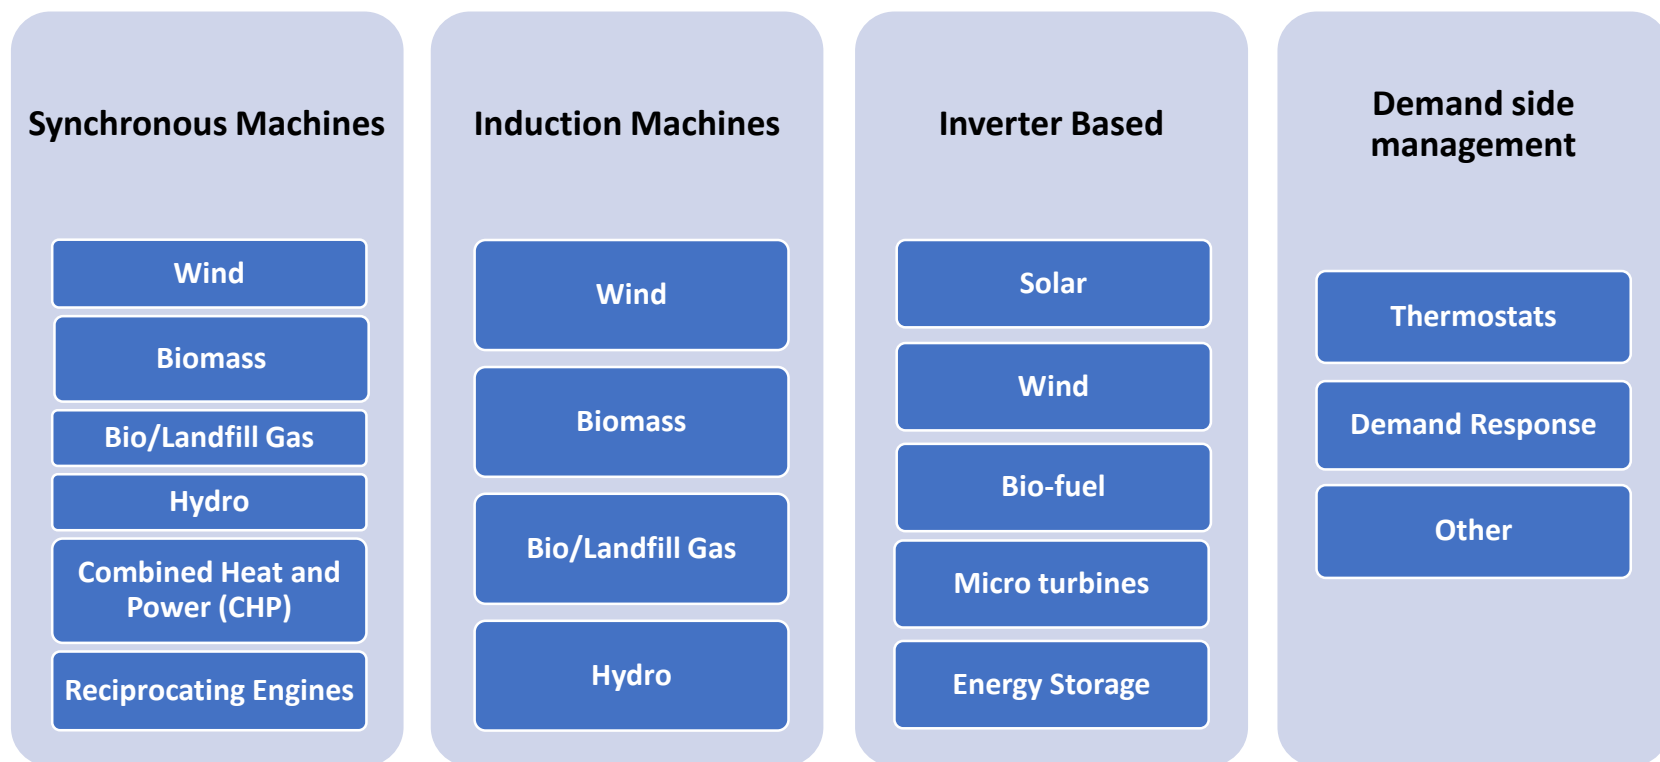 Synchronous Machines
Wind
Biomass
Bio/Landfill Gas
Hydro
Combined Heat and
Power (CHP)
Reciprocating Engines
Induction Machines
Wind
Biomass
Bio/Landfill Gas
Hydro
Inverter Based
Solar
Wind
Bio-fuel
Micro turbines
Energy Storage
Demand side
management
Thermostats
Demand Response
Other